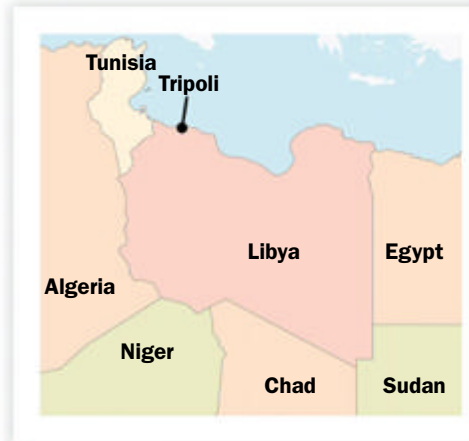 Tunisia
Tripoli
Libya
Egypt
Algeria
Niger
Chad
Sudan